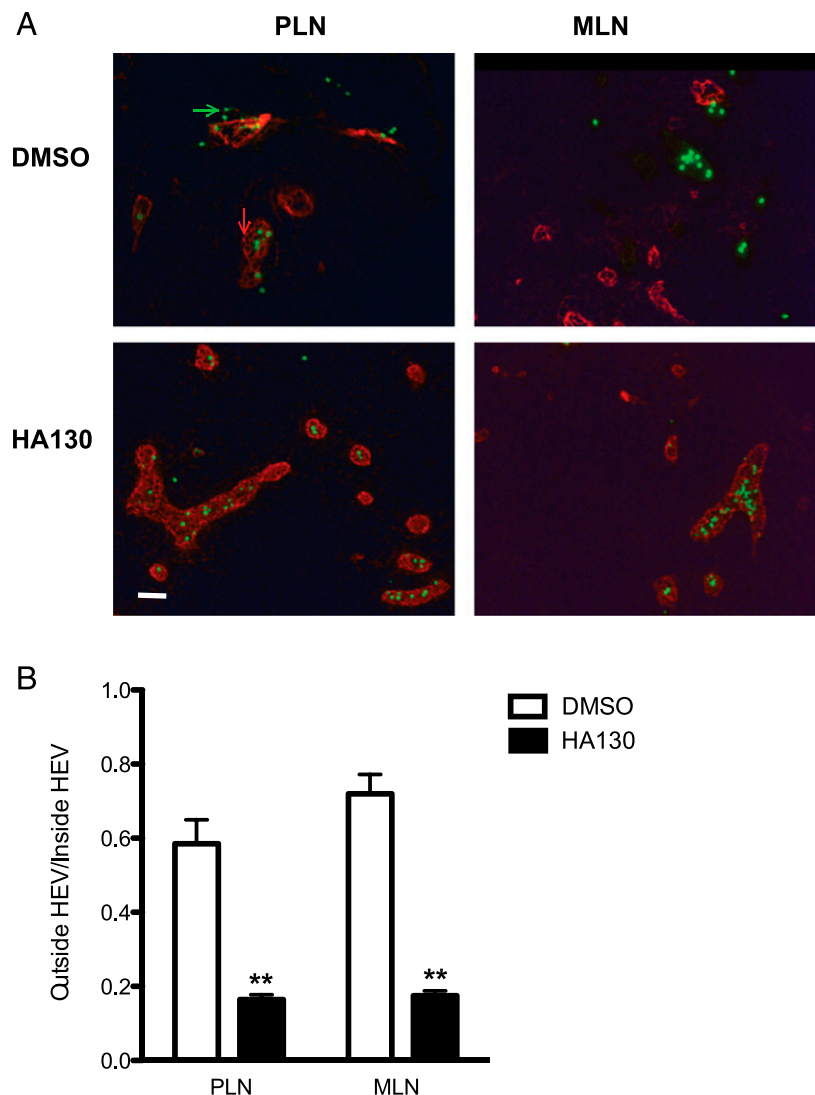 A
PLN
MLN
DMSO
HA130
B
1.0
0.8
0.6
0.4
0.2
0.0
Outside HEV/Inside HEV
**
**
PLN
MLN
DMSO
HA130